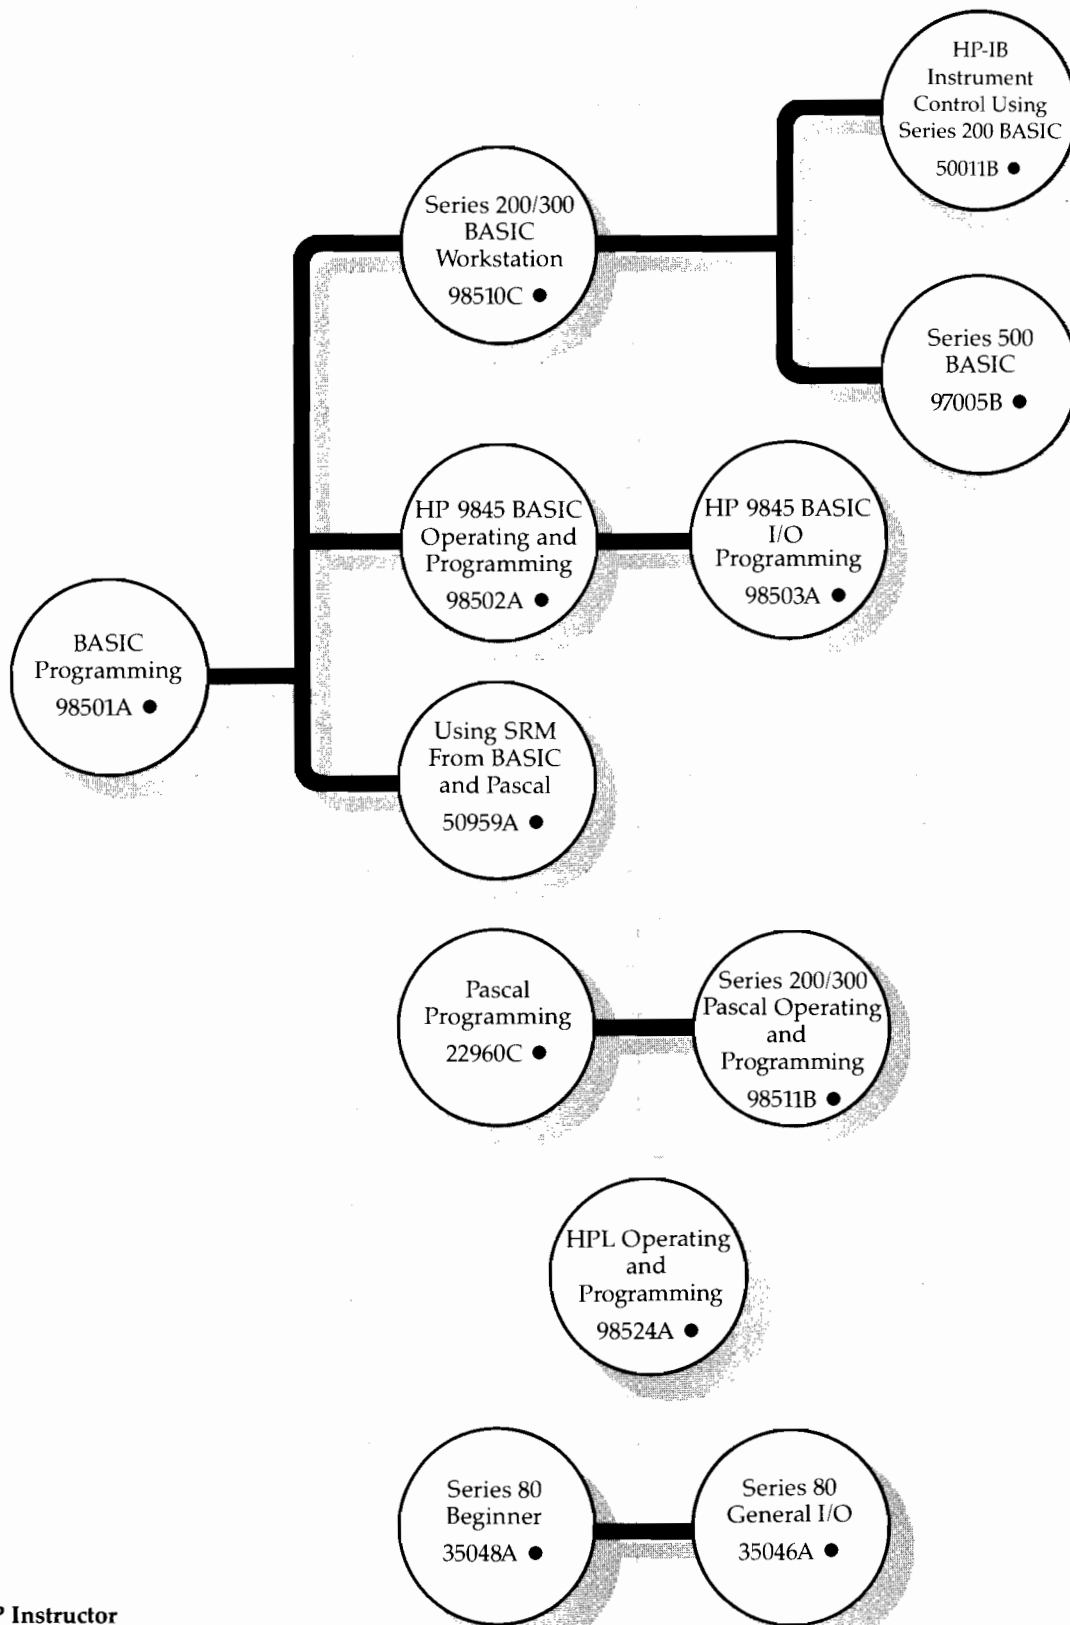 HP-IB
Instrument
Control Using
Series 200 BASIC
50011B ●
Series 200/300
BASIC
Workstation
98510C ●
Series 500
BASIC
97005B ●
HP 9845 BASIC
Operating and
Programming
98502A ●
HP 9845 BASIC
I/O
Programming
98503A ●
BASIC
Programming
98501A ●
Using SRM
From BASIC
and Pascal
50959A ●
Pascal
Programming
22960C ●
Series 200/300
Pascal Operating
and
Programming
98511B ●
HPL Operating
and
Programming
98524A ●
Series 80
Beginner
35048A ●
Series 80
General I/O
35046A ●
P Instructor